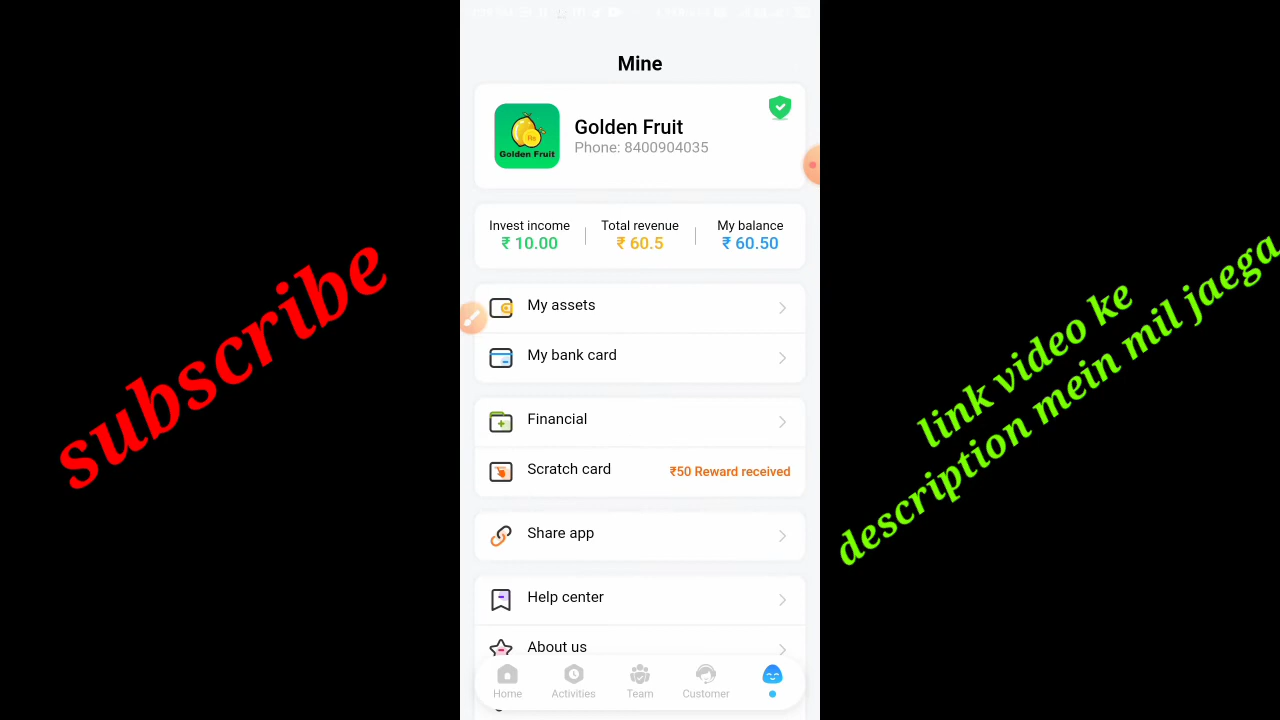 Mine
Golden Fruit
Golden Fruit
Phone: 8400904035
Invest income
Total revenue
My balance
₹ 10.00
₹ 60.5
₹ 60.50
My assets
My bank card
Financial
Scratch card
₹50 Reward received
Share app
Help center
About us
Home
Activities
Team
Customer
subscribe
link video ke
description mein mil jaega